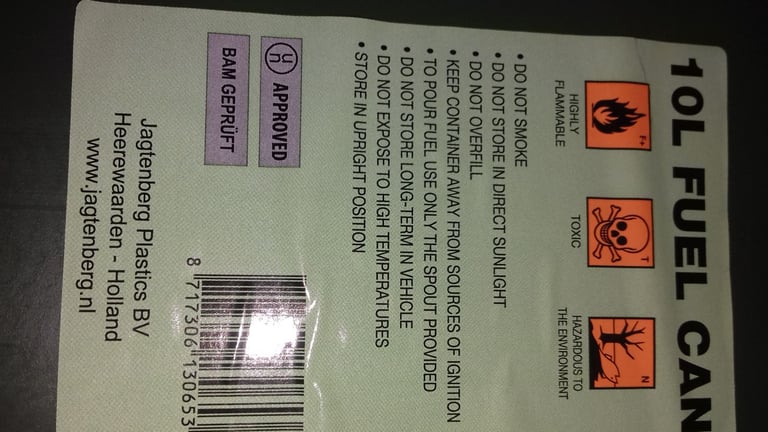 10L FUEL CAN
F+
HIGHLY
FLAMMABLE
T
TOXIC
N
HAZARDOUS TO
THE ENVIRONMENT
• DO NOT SMOKE
• DO NOT STORE IN DIRECT SUNLIGHT
• DO NOT OVERFILL
• KEEP CONTAINER AWAY FROM SOURCES OF IGNITION
• TO POUR FUEL USE ONLY THE SPOUT PROVIDED
• DO NOT STORE LONG-TERM IN VEHICLE
• DO NOT EXPOSE TO HIGH TEMPERATURES
• STORE IN UPRIGHT POSITION
APPROVED
BAM GEPRÜFT
8 717306 130653
Jagtenberg Plastics BV
Heerewaarden - Holland
www.jagtenberg.nl